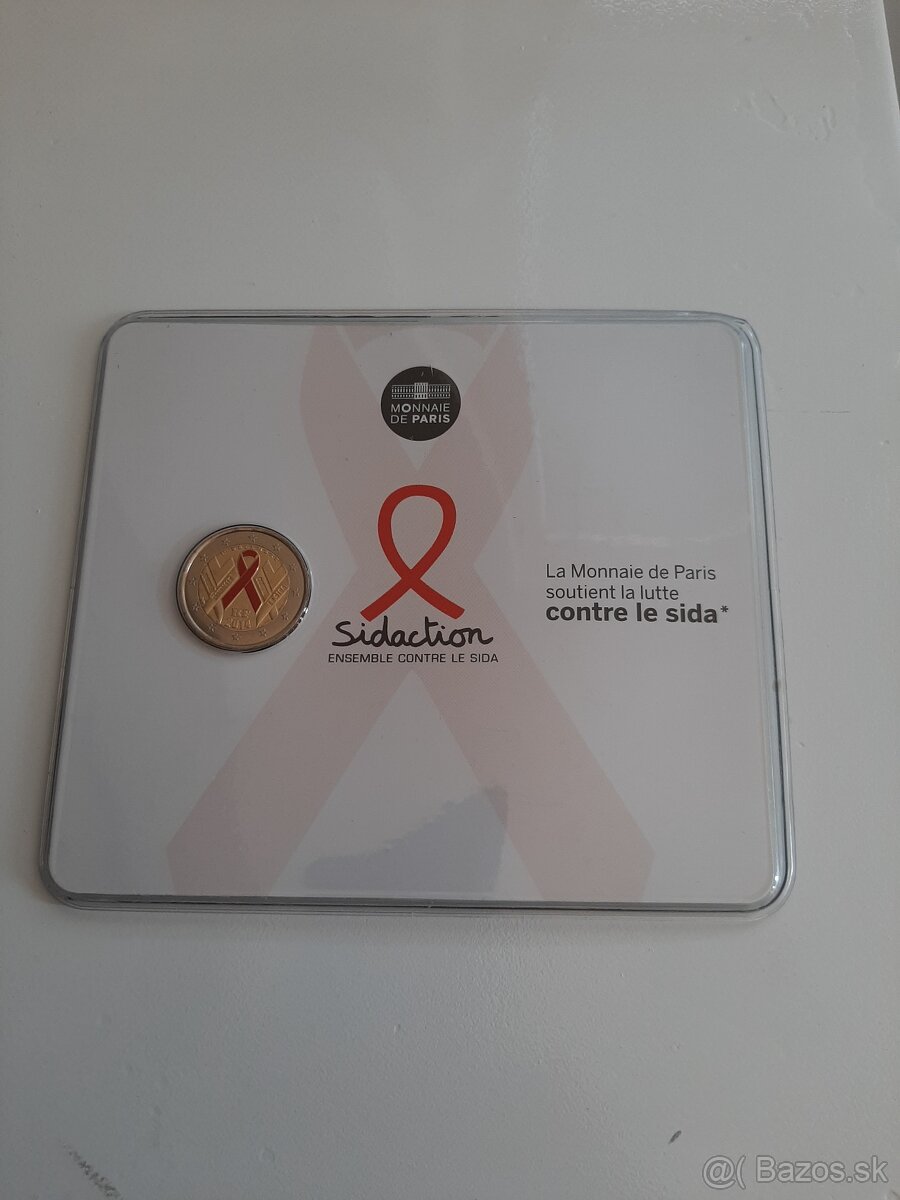 MONNAIE
DE PARIS
Sidaction
ENSEMBLE CONTRE LE SIDA
La Monnaie de Paris
soutient la lutte
contre le sida*
2014
@( Bazos.sk